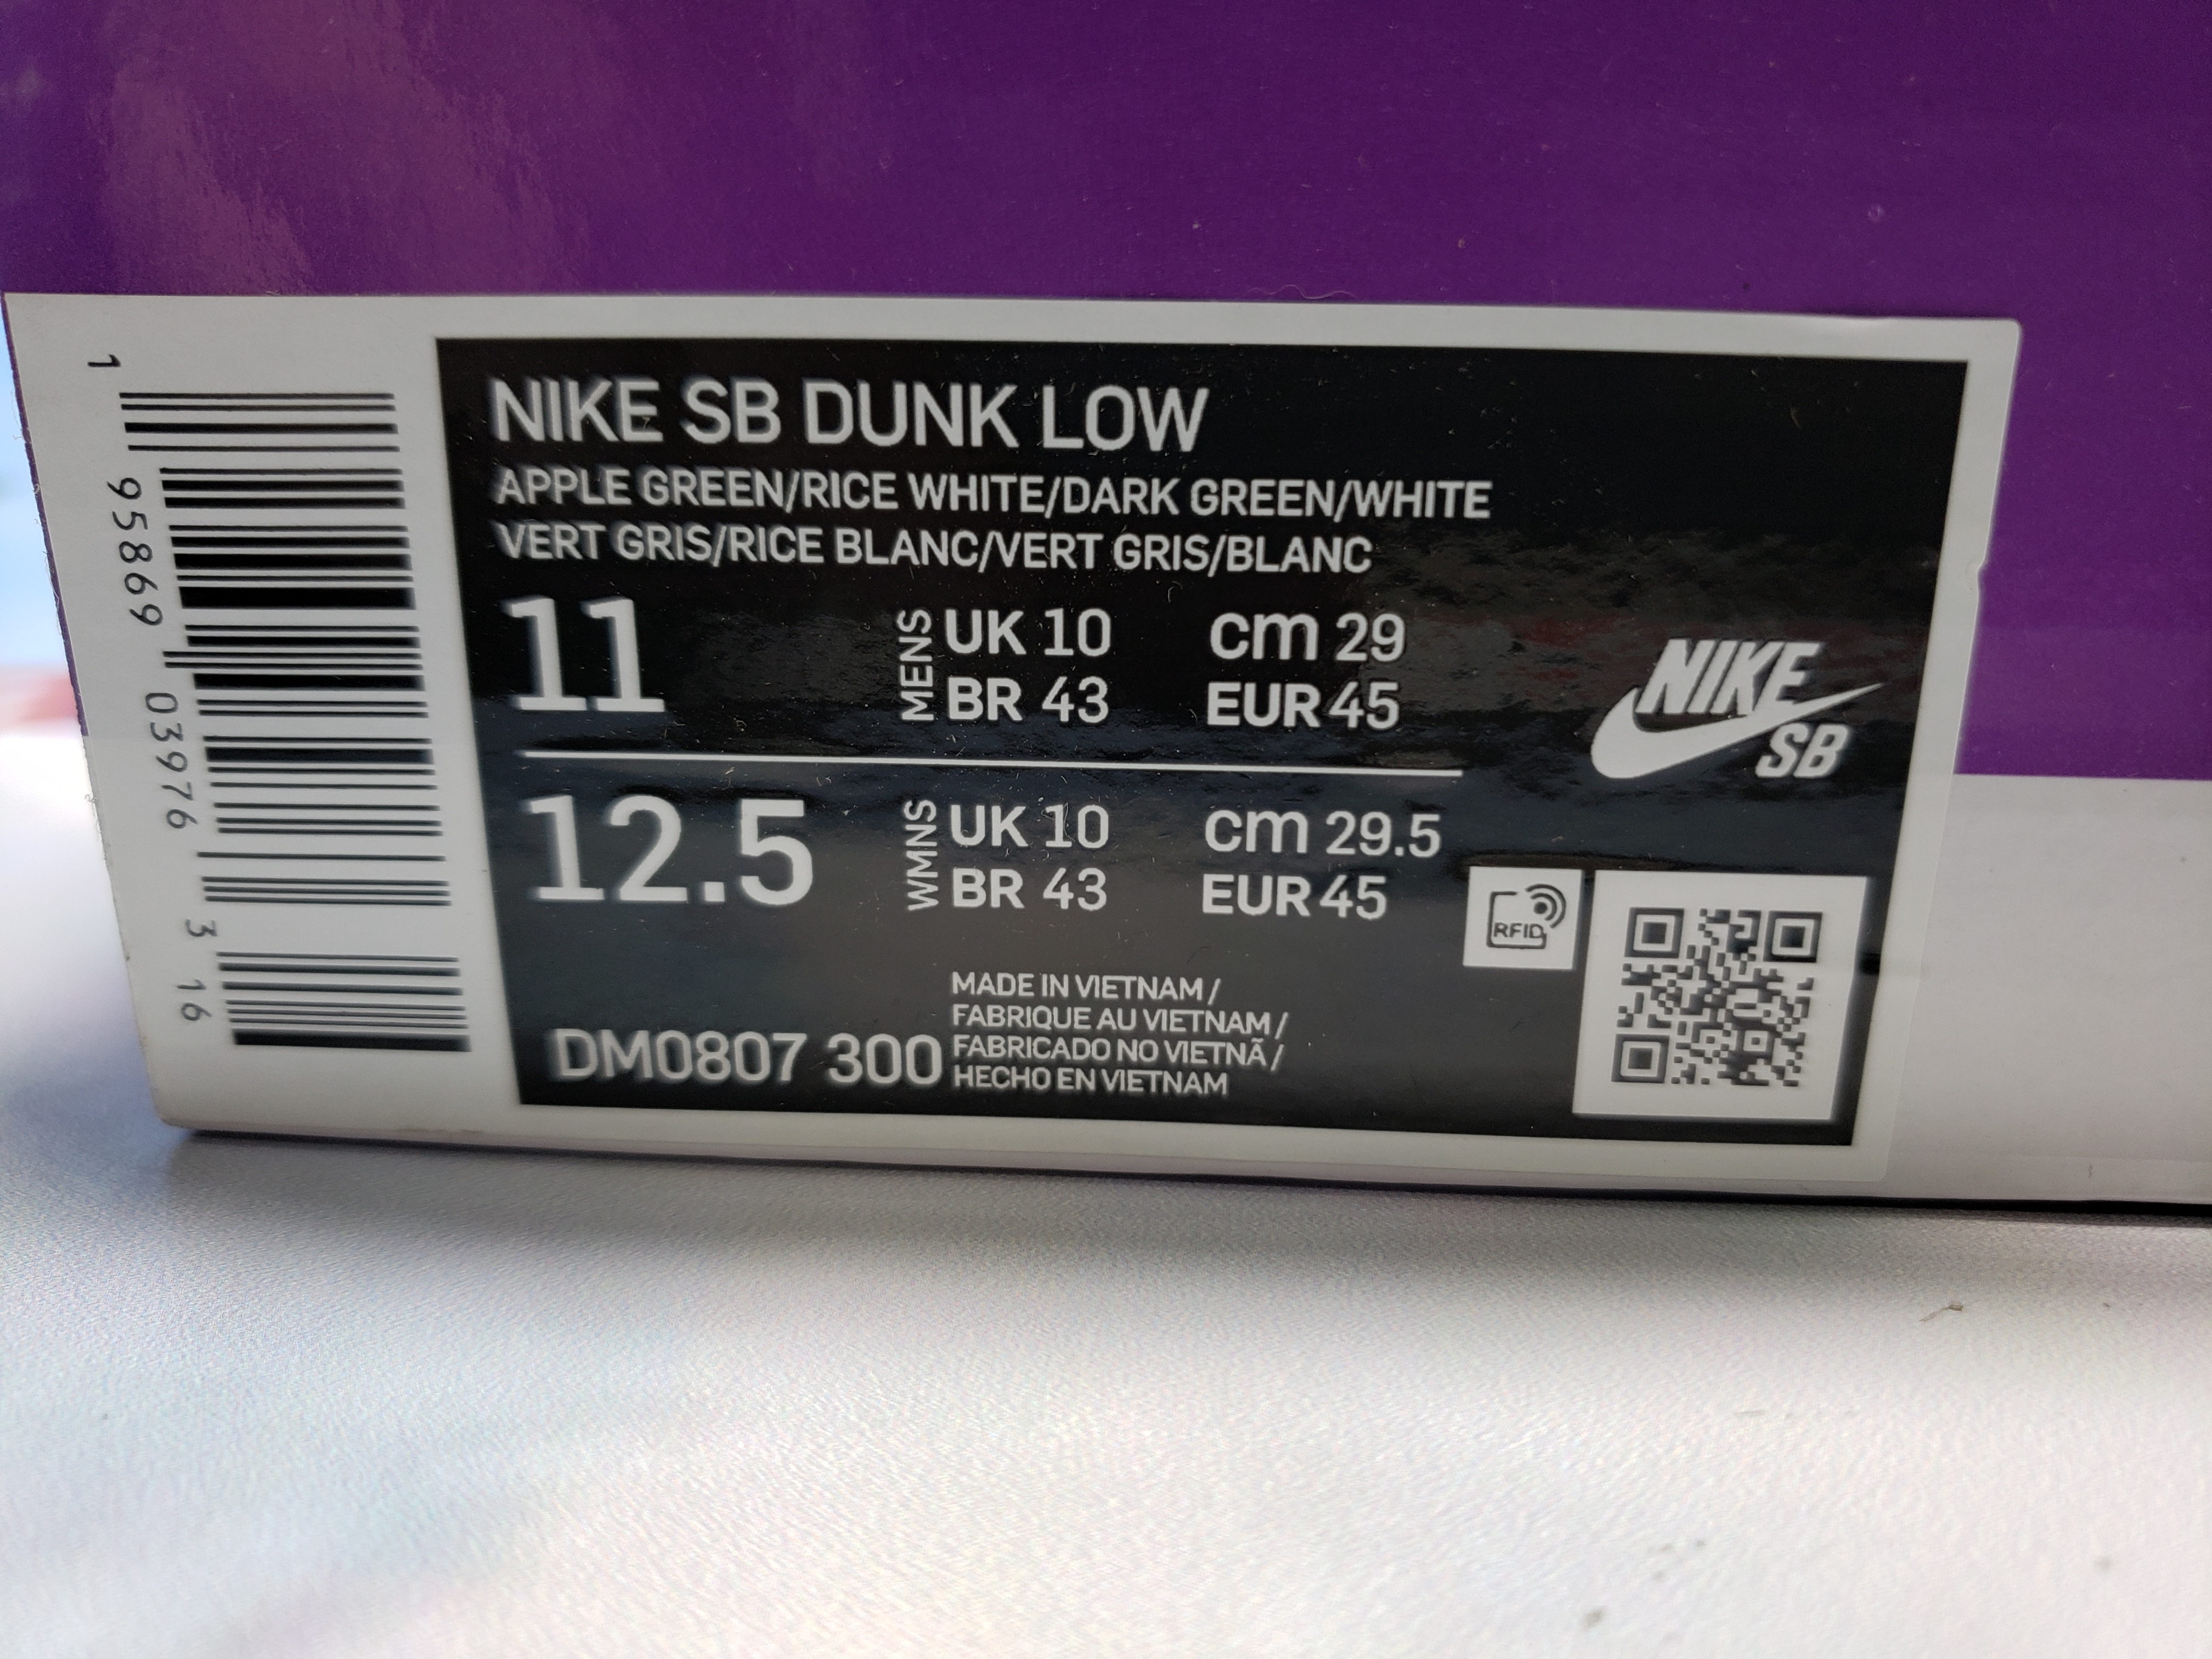 NIKE SB DUNK LOW
APPLE GREEN/RICE WHITE/DARK GREEN/WHITE
VERT GRIS/RICE BLANC/VERT GRIS/BLANC
11 MENS UK 10 cm 29
BR 43 EUR 45
12.5 WMNS UK 10 cm 29.5
BR 43 EUR 45
NIKE
SB
RFID
MADE IN VIETNAM /
FABRIQUE AU VIETNAM /
FABRICADO NO VIETNÃ /
HECHO EN VIETNAM
DM0807 300
1 95869 03976 3 16